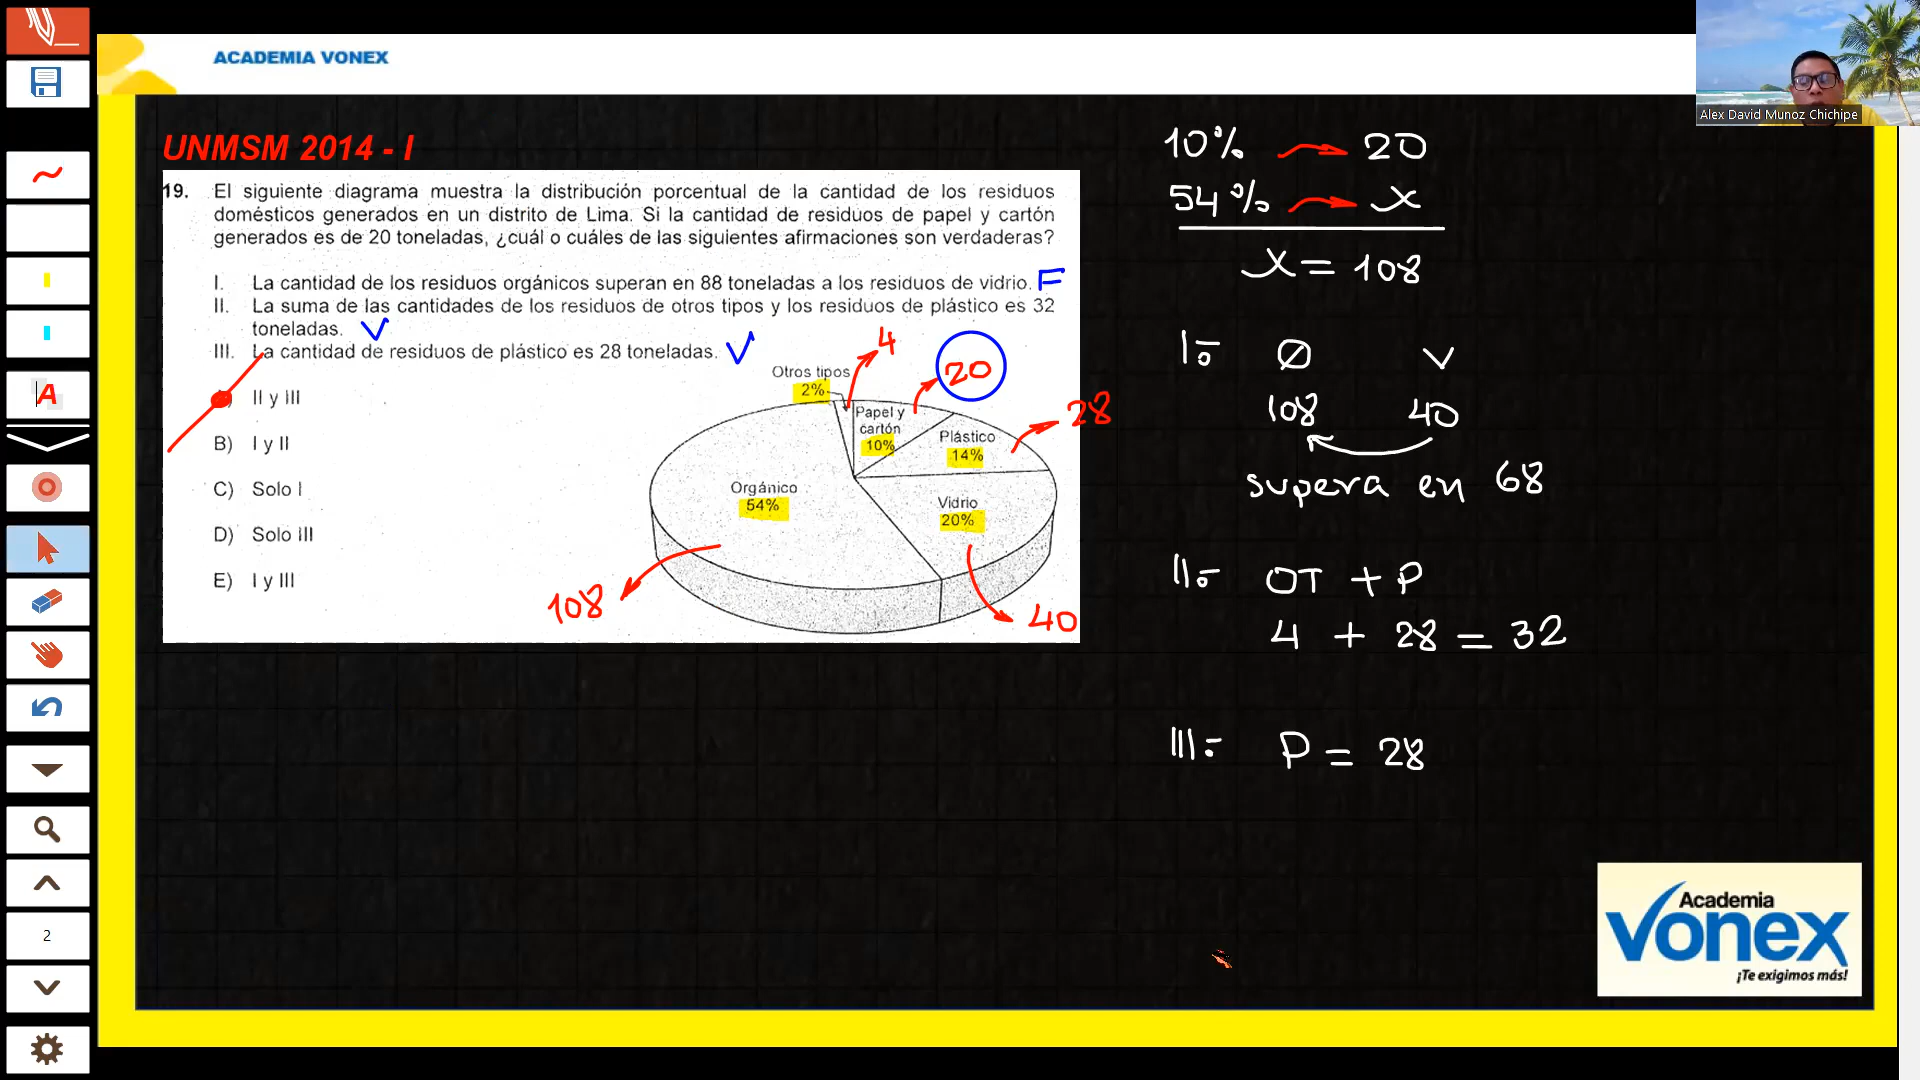 ACADEMIA VONEX
Alex David Munoz Chichipe
UNMSM 2014 - I
19. El siguiente diagrama muestra la distribución porcentual de la cantidad de los residuos
domésticos generados en un distrito de Lima. Si la cantidad de residuos de papel y cartón
generados es de 20 toneladas, ¿cuál o cuáles de las siguientes afirmaciones son verdaderas?
I. La cantidad de los residuos orgánicos superan en 88 toneladas a los residuos de vidrio. F
II. La suma de las cantidades de los residuos de otros tipos y los residuos de plástico es 32
toneladas. V
III. La cantidad de residuos de plástico es 28 toneladas. V
II y III
B) I y II
C) Solo I
D) Solo III
E) I y III
Otros tipos
2%
4
20
Papel y
cartón
10%
28
Plástico
14%
Orgánico
54%
Vidrio
20%
108
40
10% 20
54% x
x = 108
I: O V
108 40
supera en 68
II: OT + P
4 + 28 = 32
III: P = 28
A
2
Academia
Vonex
¡Te exigimos más!